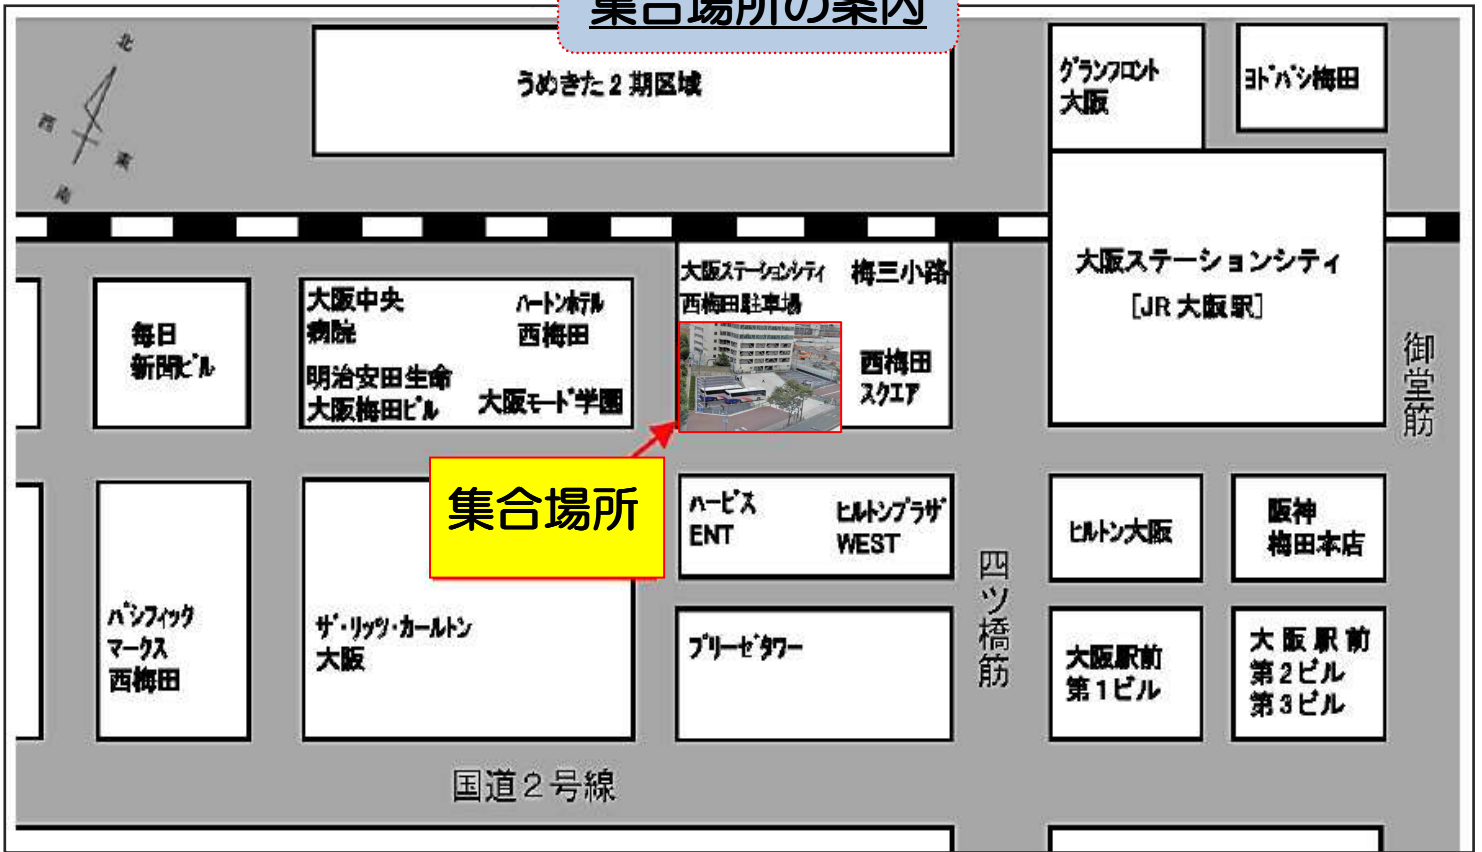 集合場所の案内
北
西
東
南
うめきた2期区域
グランフロント
大阪
ヨドバシ梅田
大阪ステーションシティ
[JR大阪駅]
御堂筋
毎日
新聞ビル
大阪中央
病院
ハートンホテル
西梅田
明治安田生命
大阪梅田ビル
大阪モード学園
大阪ステーションシティ
西梅田駐車場
梅三小路
西梅田
スクエア
集合場所
ハービス
ENT
ヒルトンプラザ
WEST
四ツ橋筋
ヒルトン大阪
阪神
梅田本店
パシフィック
マークス
西梅田
ザ・リッツ・カールトン
大阪
ブリーゼタワー
大阪駅前
第1ビル
大阪駅前
第2ビル
第3ビル
国道2号線